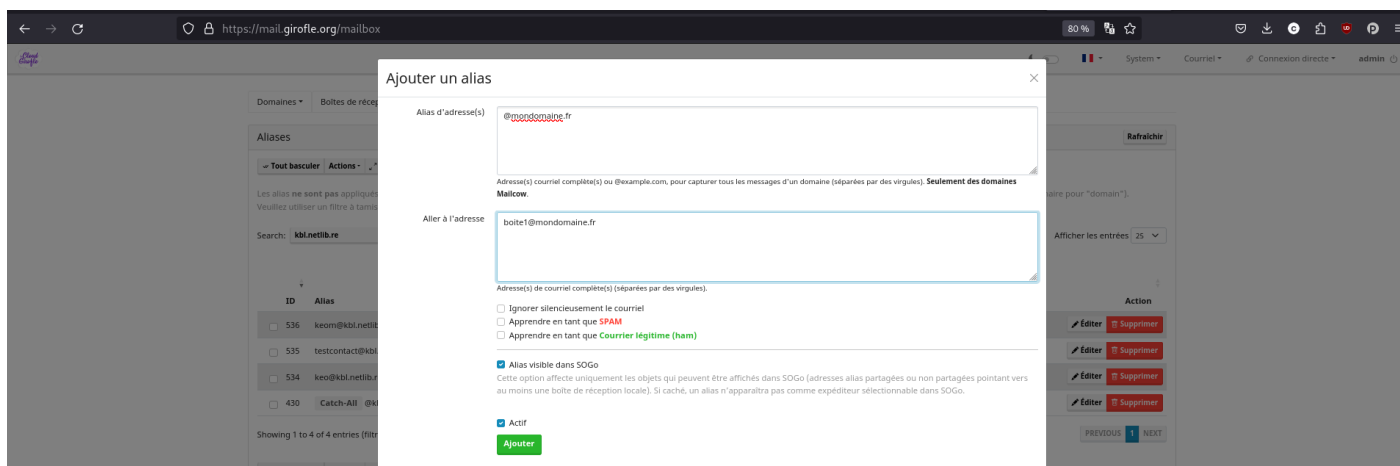 https://mail.girofle.org/mailbox
80 %
Cloud
Girofle
System
Courriel
Connexion directe
admin
Domaines
Boîtes de récep
Aliases
Rafraîchir
Tout basculer
Actions
Les alias ne sont pas appliqués
aire pour "domain").
Veuillez utiliser un filtre à tamis
Search:
kbl.netlib.re
Afficher les entrées
25
ID
Alias
Action
536
keom@kbl.netlib
Éditer
Supprimer
535
testcontact@kbl.
Éditer
Supprimer
534
keo@kbl.netlib.r
Éditer
Supprimer
430
Catch-All
@kl
Éditer
Supprimer
Showing 1 to 4 of 4 entries (filtr
PREVIOUS
1
NEXT
Ajouter un alias
Alias d'adresse(s)
@mondomaine.fr
Adresse(s) courriel complète(s) ou @example.com, pour capturer tous les messages d'un domaine (séparées par des virgules). Seulement des domaines
Mailcow.
Aller à l'adresse
boite1@mondomaine.fr
Adresse(s) de courriel complète(s) (séparées par des virgules).
Ignorer silencieusement le courriel
Apprendre en tant que SPAM
Apprendre en tant que Courrier légitime (ham)
Alias visible dans SOGo
Cette option affecte uniquement les objets qui peuvent être affichés dans SOGo (adresses alias partagées ou non partagées pointant vers
au moins une boîte de réception locale). Si caché, un alias n'apparaîtra pas comme expéditeur sélectionnable dans SOGo.
Actif
Ajouter